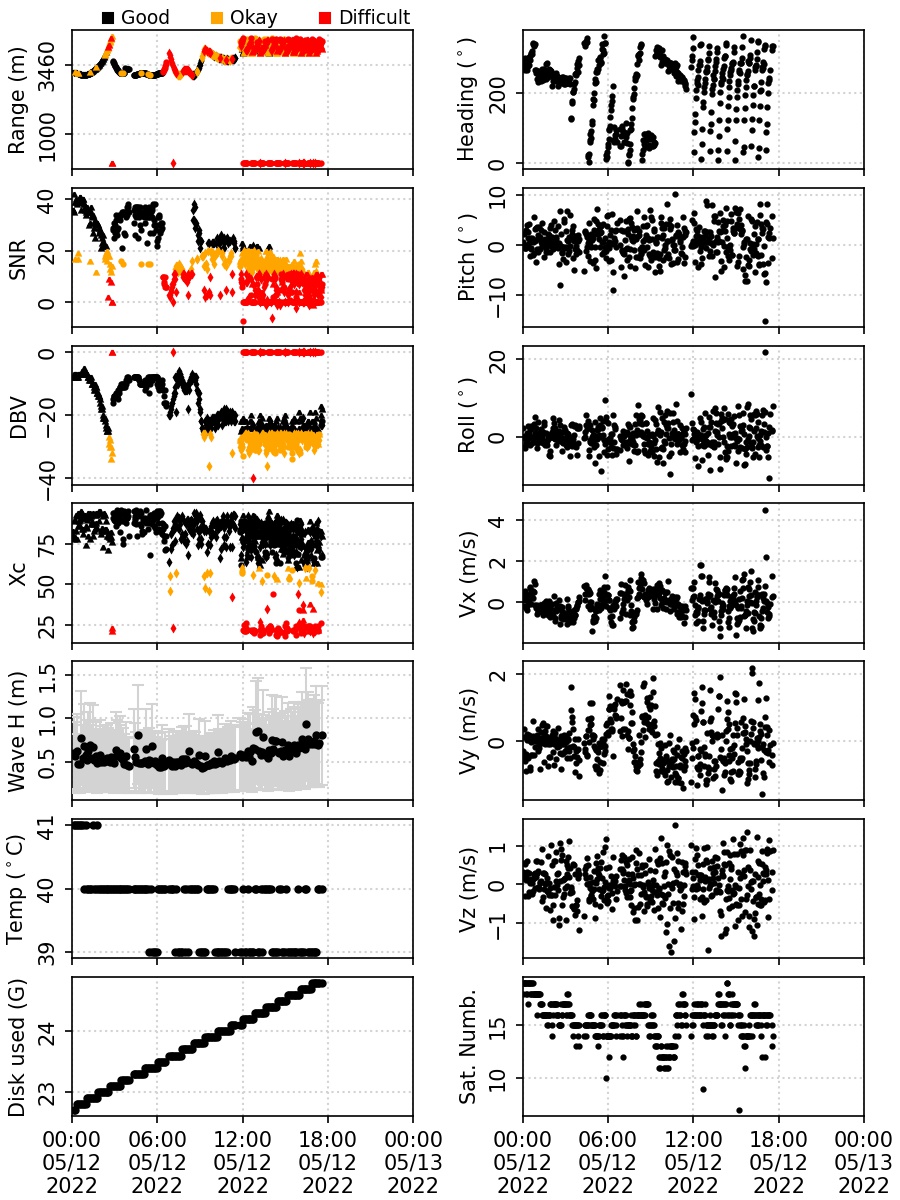 Good Okay Difficult
Range (m)
3460
1000
Heading (°)
200
0
SNR
40
20
0
Pitch (°)
10
0
−10
DBV
0
−20
−40
Roll (°)
20
0
Xc
75
50
25
Vx (m/s)
4
2
0
Wave H (m)
1.5
1.0
0.5
Vy (m/s)
2
0
Temp (°C)
41
40
39
Vz (m/s)
1
0
−1
Disk used (G)
24
23
Sat. Numb.
15
10
00:00 06:00 12:00 18:00 00:00
05/12 05/12 05/12 05/12 05/13
2022 2022 2022 2022 2022
00:00 06:00 12:00 18:00 00:00
05/12 05/12 05/12 05/12 05/13
2022 2022 2022 2022 2022